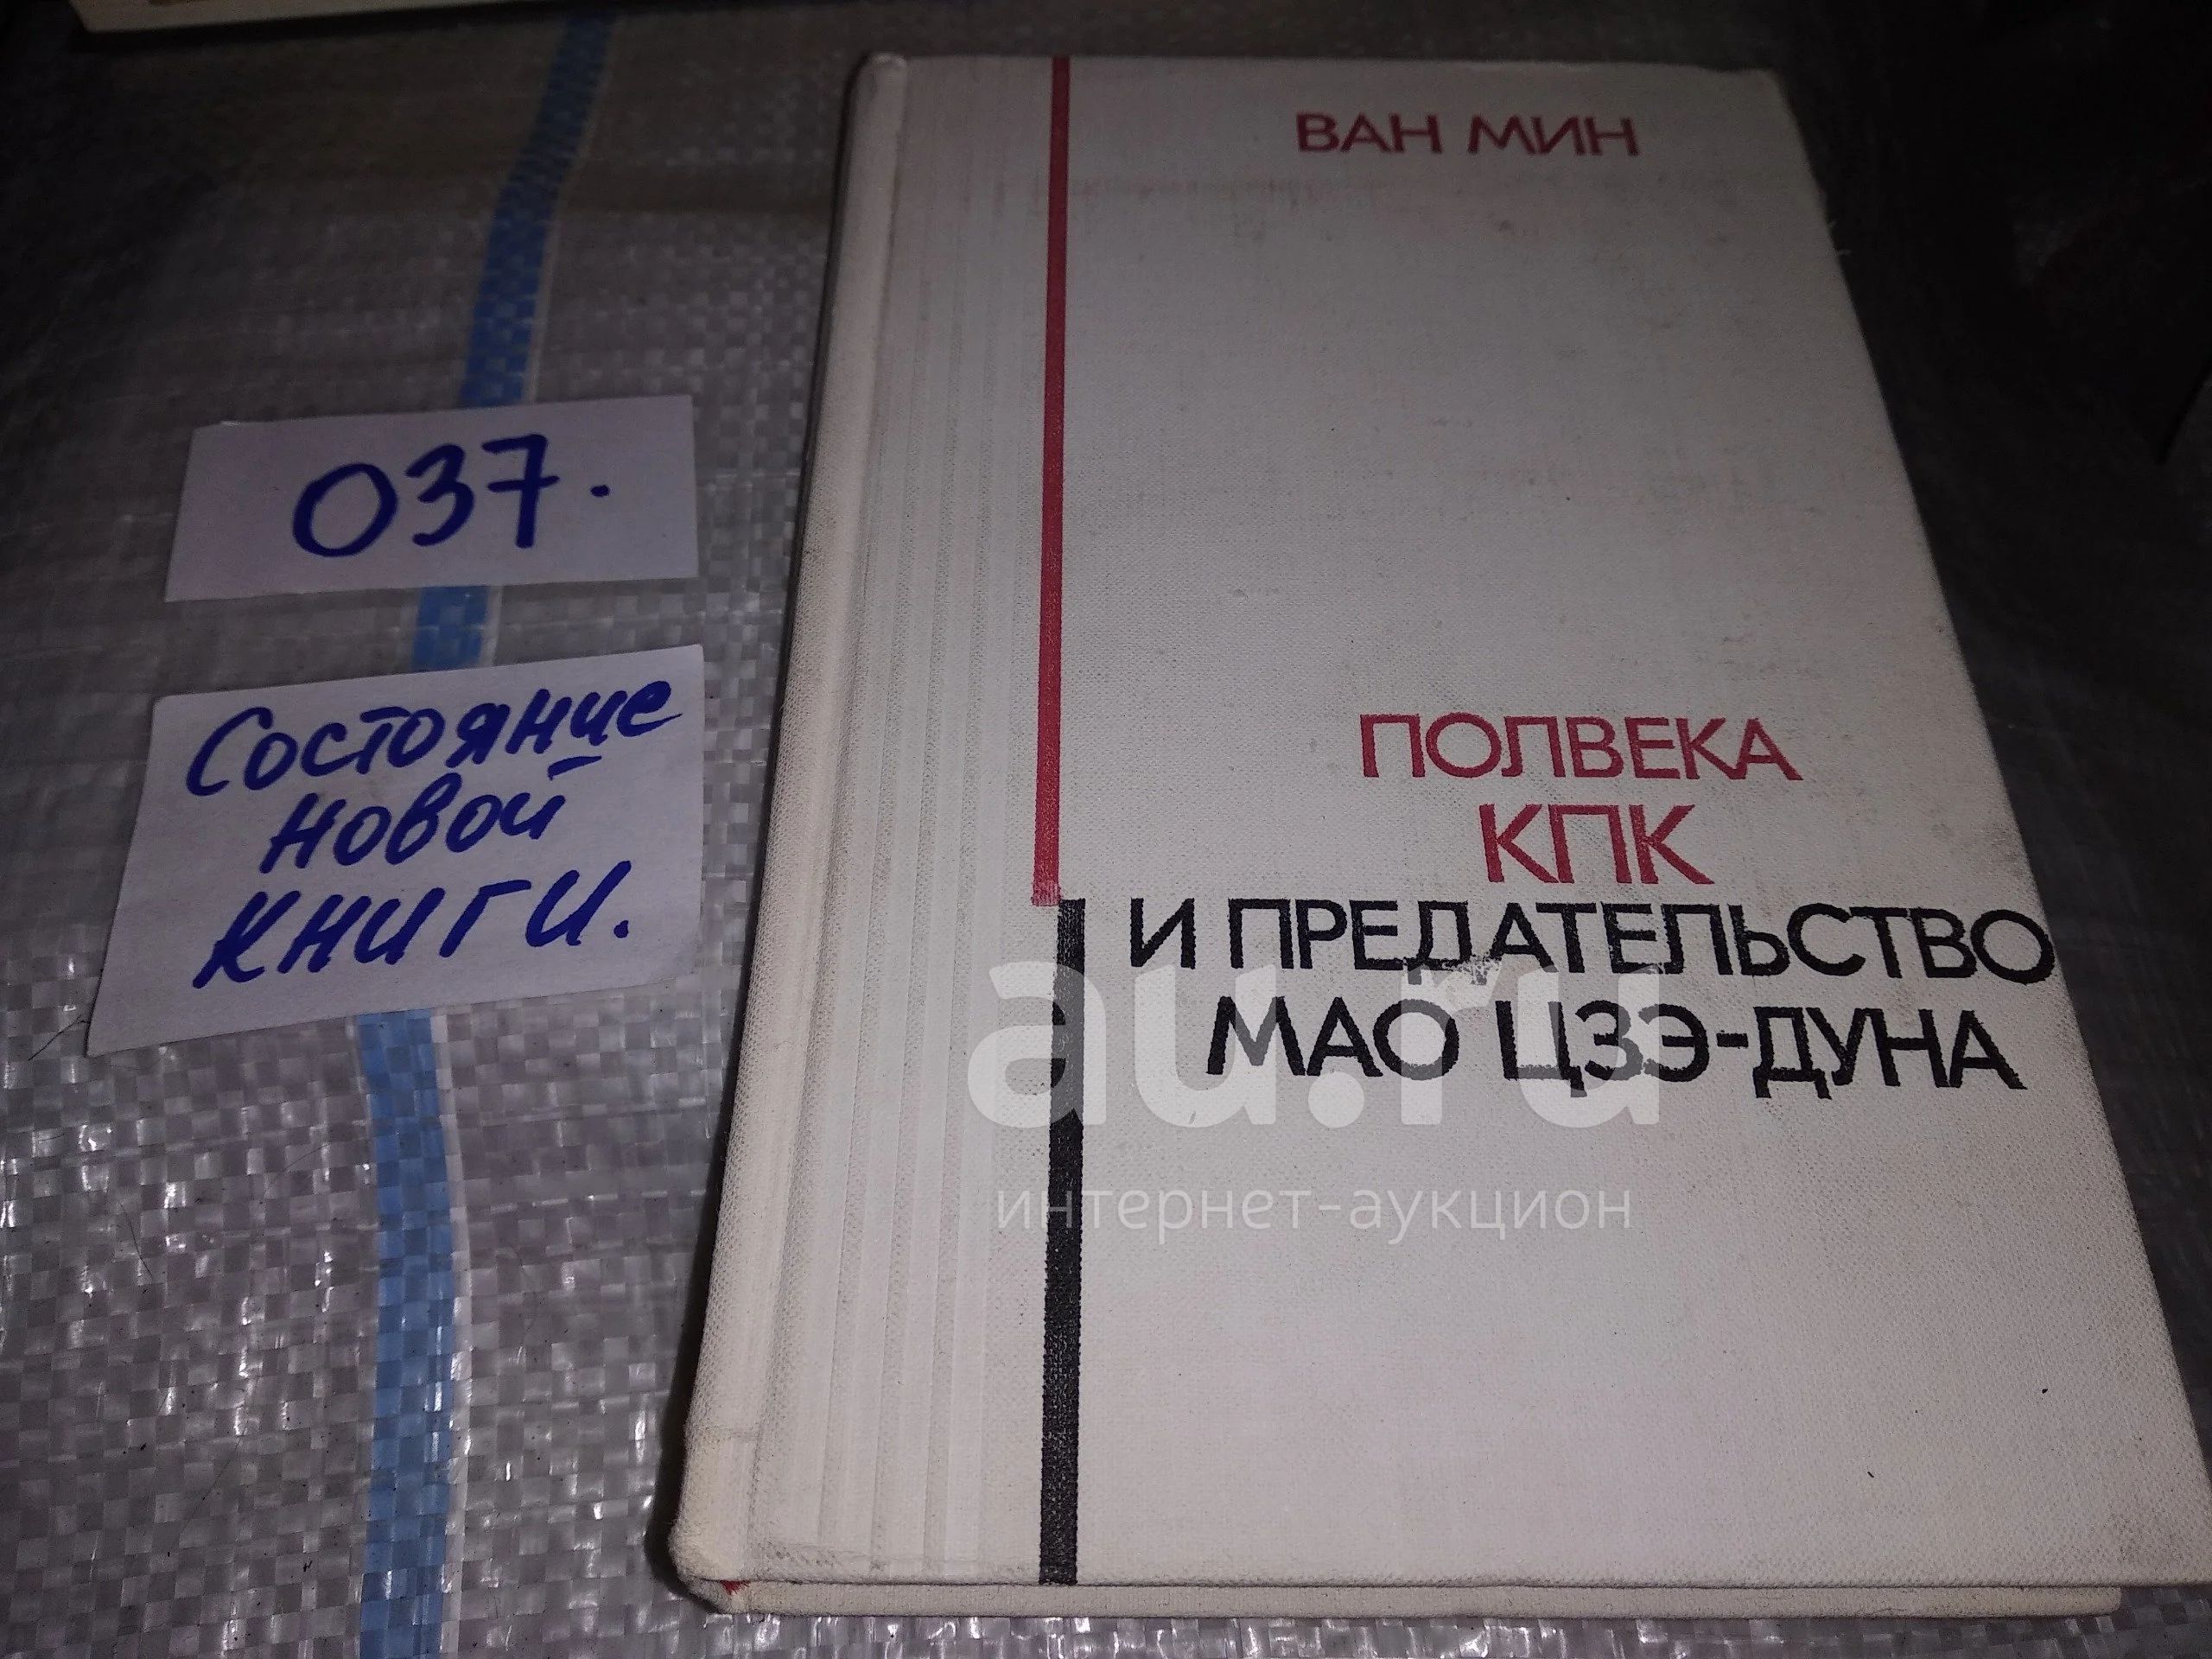 037.
Состояние
новой
книги.
ВАН МИН
ПОЛВЕКА
КПК
И ПРЕДАТЕЛЬСТВО
МАО ЦЗЭ-ДУНА
au.ru
интернет-аукцион